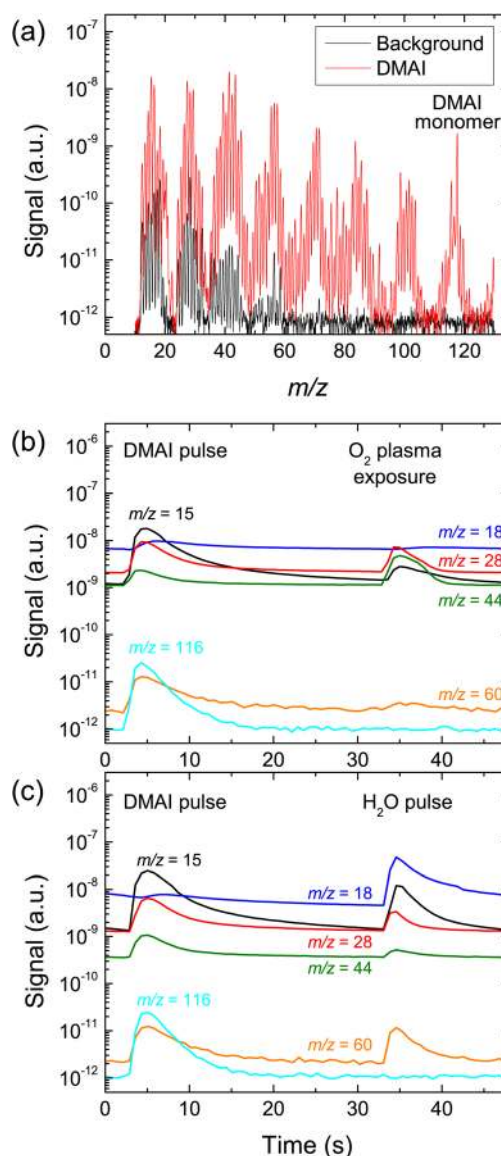 (a)
Background
DMAI
DMAI
monomer
10⁻⁷
10⁻⁸
10⁻⁹
10⁻¹⁰
10⁻¹¹
10⁻¹²
Signal (a.u.)
20 40 60 80 100 120
m/z
(b)
DMAI pulse
O₂ plasma
exposure
10⁻⁶
10⁻⁷
10⁻⁸
10⁻⁹
10⁻¹⁰
10⁻¹¹
10⁻¹²
Signal (a.u.)
m/z = 15
m/z = 18
m/z = 28
m/z = 44
m/z = 116
m/z = 60
0 10 20 30 40
(c)
DMAI pulse
H₂O pulse
10⁻⁶
10⁻⁷
10⁻⁸
10⁻⁹
10⁻¹⁰
10⁻¹¹
10⁻¹²
Signal (a.u.)
m/z = 15
m/z = 18
m/z = 28
m/z = 44
m/z = 116
m/z = 60
0 10 20 30 40
Time (s)